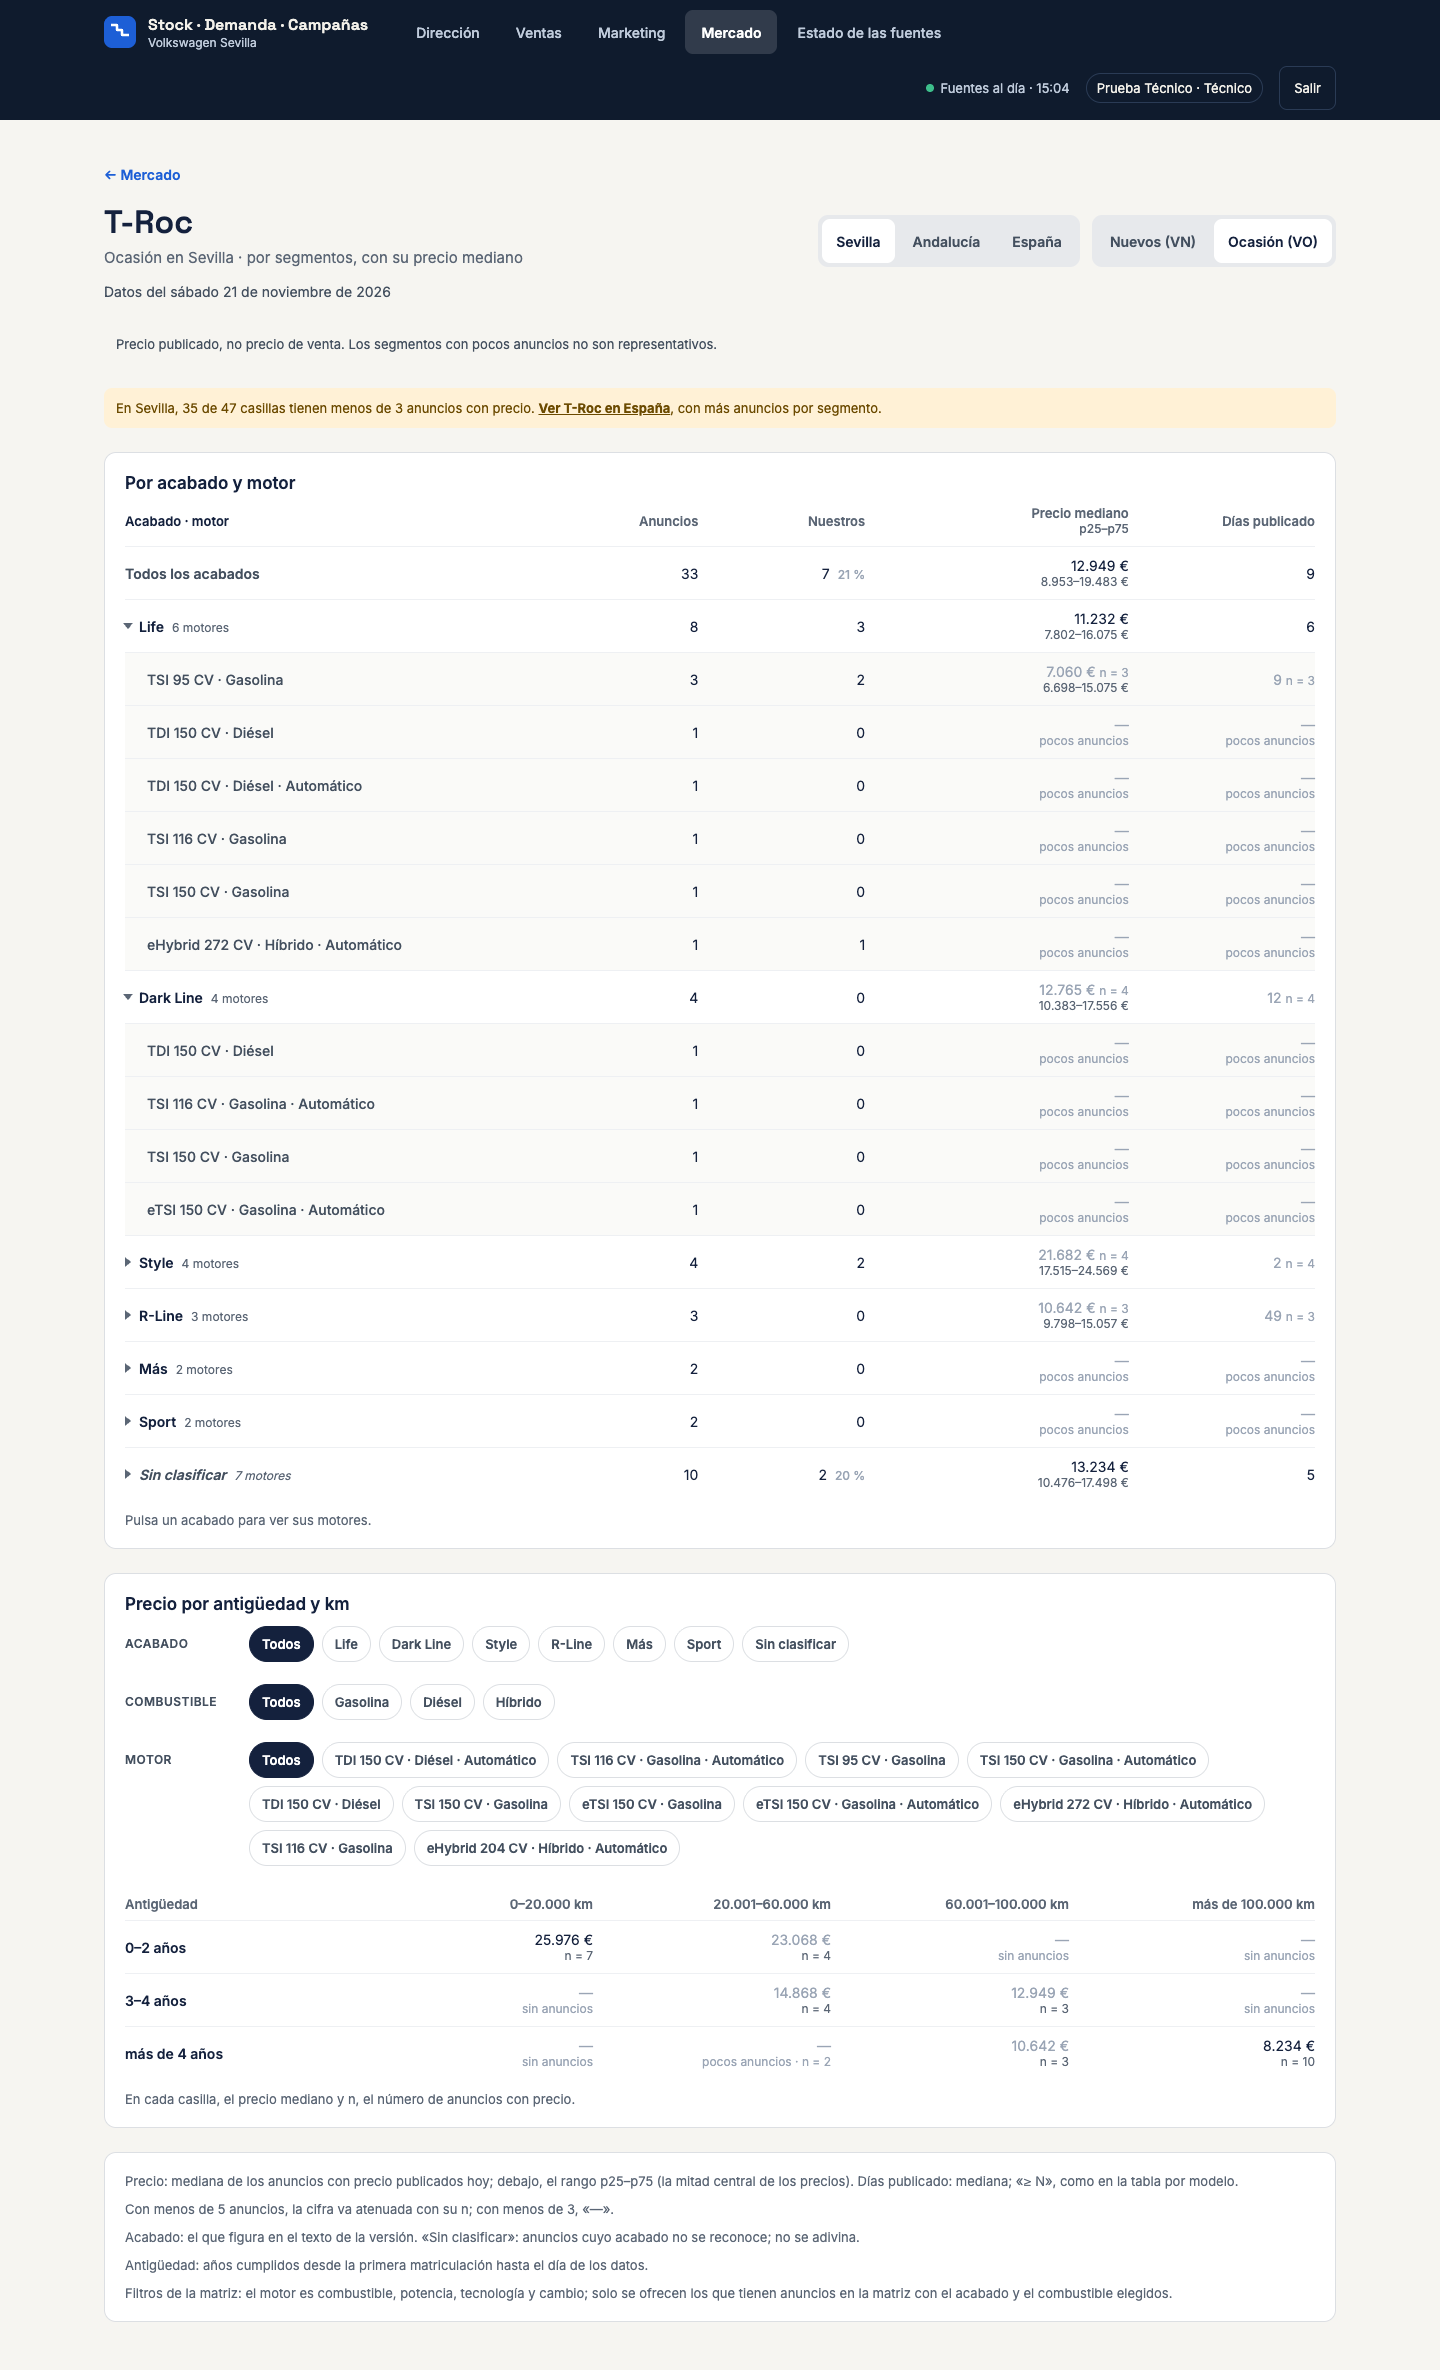 Stock · Demanda · Campañas
Volkswagen Sevilla
Dirección
Ventas
Marketing
Mercado
Estado de las fuentes
Fuentes al día · 15:04
Prueba Técnico · Técnico
Salir
← Mercado
T-Roc
Ocasión en Sevilla · por segmentos, con su precio mediano
Datos del sábado 21 de noviembre de 2026
Sevilla Andalucía España
Nuevos (VN) Ocasión (VO)
Precio publicado, no precio de venta. Los segmentos con pocos anuncios no son representativos.
En Sevilla, 35 de 47 casillas tienen menos de 3 anuncios con precio. Ver T-Roc en España, con más anuncios por segmento.
Por acabado y motor
Acabado · motor Anuncios Nuestros Precio mediano p25–p75 Días publicado
Todos los acabados 33 7 21 % 12.949 € 9
8.953–19.483 €
Life 6 motores 8 3 11.232 € 6
7.802–16.075 €
TSI 95 CV · Gasolina 3 2 7.060 € n = 3 9 n = 3
6.698–15.075 €
TDI 150 CV · Diésel 1 0 — —
pocos anuncios pocos anuncios
TDI 150 CV · Diésel · Automático 1 0 — —
pocos anuncios pocos anuncios
TSI 116 CV · Gasolina 1 0 — —
pocos anuncios pocos anuncios
TSI 150 CV · Gasolina 1 0 — —
pocos anuncios pocos anuncios
eHybrid 272 CV · Híbrido · Automático 1 1 — —
pocos anuncios pocos anuncios
Dark Line 4 motores 4 0 12.765 € n = 4 12 n = 4
10.383–17.556 €
TDI 150 CV · Diésel 1 0 — —
pocos anuncios pocos anuncios
TSI 116 CV · Gasolina · Automático 1 0 — —
pocos anuncios pocos anuncios
TSI 150 CV · Gasolina 1 0 — —
pocos anuncios pocos anuncios
eTSI 150 CV · Gasolina · Automático 1 0 — —
pocos anuncios pocos anuncios
Style 4 motores 4 2 21.682 € n = 4 2 n = 4
17.515–24.569 €
R-Line 3 motores 3 0 10.642 € n = 3 49 n = 3
9.798–15.057 €
Más 2 motores 2 0 — —
pocos anuncios pocos anuncios
Sport 2 motores 2 0 — —
pocos anuncios pocos anuncios
Sin clasificar 7 motores 10 2 20 % 13.234 € 5
10.476–17.498 €
Pulsa un acabado para ver sus motores.
Precio por antigüedad y km
ACABADO Todos Life Dark Line Style R-Line Más Sport Sin clasificar
COMBUSTIBLE Todos Gasolina Diésel Híbrido
MOTOR Todos TDI 150 CV · Diésel · Automático TSI 116 CV · Gasolina · Automático TSI 95 CV · Gasolina TSI 150 CV · Gasolina · Automático
TDI 150 CV · Diésel TSI 150 CV · Gasolina eTSI 150 CV · Gasolina eTSI 150 CV · Gasolina · Automático eHybrid 272 CV · Híbrido · Automático
TSI 116 CV · Gasolina eHybrid 204 CV · Híbrido · Automático
Antigüedad 0–20.000 km 20.001–60.000 km 60.001–100.000 km más de 100.000 km
0–2 años 25.976 € 23.068 € — —
n = 7 n = 4 sin anuncios sin anuncios
3–4 años — 14.868 € 12.949 € —
sin anuncios n = 4 n = 3 sin anuncios
más de 4 años — — 10.642 € 8.234 €
sin anuncios pocos anuncios · n = 2 n = 3 n = 10
En cada casilla, el precio mediano y n, el número de anuncios con precio.
Precio: mediana de los anuncios con precio publicados hoy; debajo, el rango p25–p75 (la mitad central de los precios). Días publicado: mediana; «≥ N», como en la tabla por modelo.
Con menos de 5 anuncios, la cifra va atenuada con su n; con menos de 3, «—».
Acabado: el que figura en el texto de la versión. «Sin clasificar»: anuncios cuyo acabado no se reconoce; no se adivina.
Antigüedad: años cumplidos desde la primera matriculación hasta el día de los datos.
Filtros de la matriz: el motor es combustible, potencia, tecnología y cambio; solo se ofrecen los que tienen anuncios en la matriz con el acabado y el combustible elegidos.